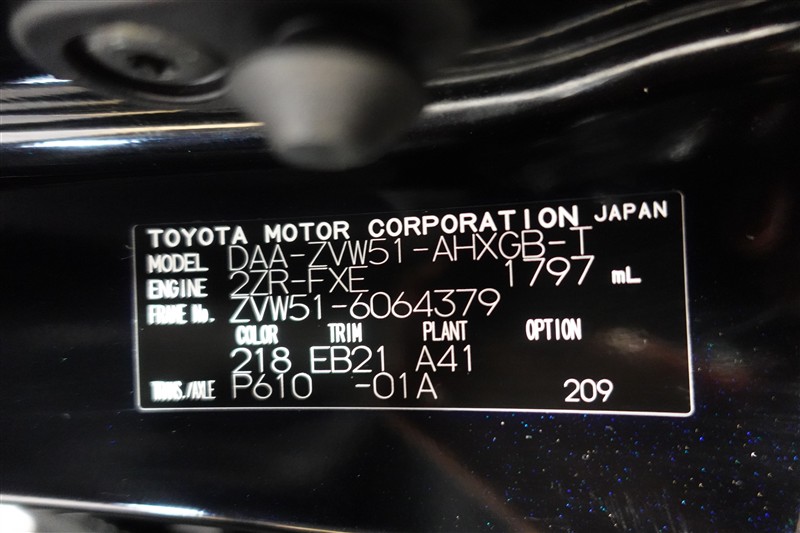 TOYOTA MOTOR CORPORATION JAPAN
MODEL DAA-ZVW51-AHXGB-T
ENGINE 2ZR-FXE 1797 mL
FRAME No. ZVW51-6064379
COLOR TRIM PLANT OPTION
218 EB21 A41
TRANS./AXLE P610 -01A 209